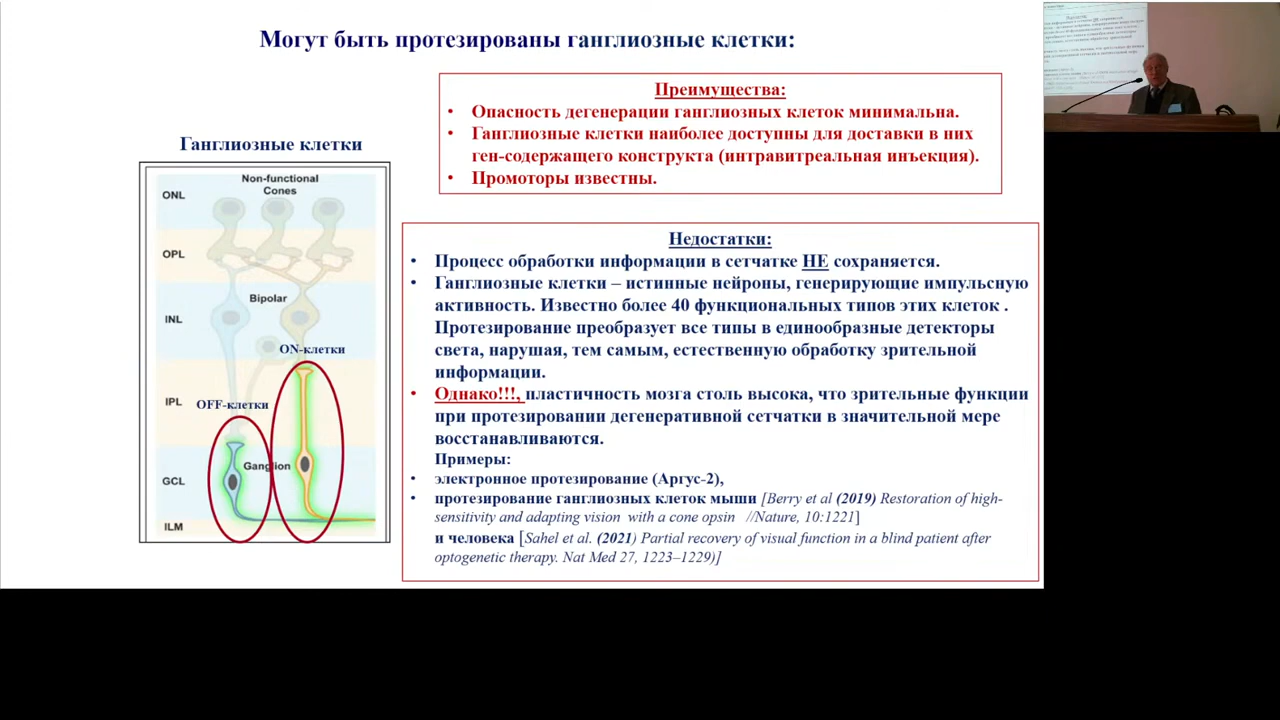 Могут быть протезированы ганглиозные клетки:
Преимущества:
• Опасность дегенерации ганглиозных клеток минимальна.
• Ганглиозные клетки наиболее доступны для доставки в них
ген-содержащего конструкта (интравитреальная инъекция).
• Промоторы известны.
Ганглиозные клетки
Non-functional
Cones
ONL
OPL
Bipolar
INL
ON-клетки
IPL
OFF-клетки
Ganglion
GCL
ILM
Недостатки:
• Процесс обработки информации в сетчатке НЕ сохраняется.
• Ганглиозные клетки – истинные нейроны, генерирующие импульсную
активность. Известно более 40 функциональных типов этих клеток .
Протезирование преобразует все типы в единообразные детекторы
света, нарушая, тем самым, естественную обработку зрительной
информации.
• Однако!!!, пластичность мозга столь высока, что зрительные функции
при протезировании дегенеративной сетчатки в значительной мере
восстанавливаются.
Примеры:
• электронное протезирование (Аргус-2),
• протезирование ганглиозных клеток мыши [Berry et al (2019) Restoration of high-
sensitivity and adapting vision with a cone opsin //Nature, 10:1221]
и человека [Sahel et al. (2021) Partial recovery of visual function in a blind patient after
optogenetic therapy. Nat Med 27, 1223–1229)]